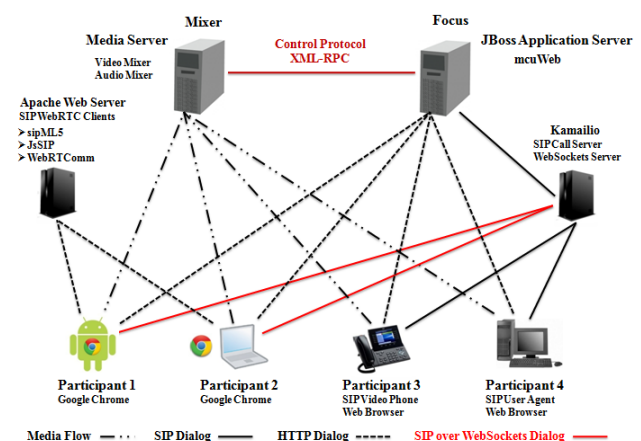 Mixer
Focus
Media Server
Control Protocol
XML-RPC
JBoss Application Server
mcuWeb
Video Mixer
Audio Mixer
Apache Web Server
SIP WebRTC Clients
➢ sipML5
➢ JsSIP
➢ WebRTComm
Kamailio
SIP Call Server
WebSockets Server
Participant 1
Google Chrome
Participant 2
Google Chrome
Participant 3
SIP Video Phone
Web Browser
Participant 4
SIP User Agent
Web Browser
Media Flow
SIP Dialog
HTTP Dialog
SIP over WebSockets Dialog